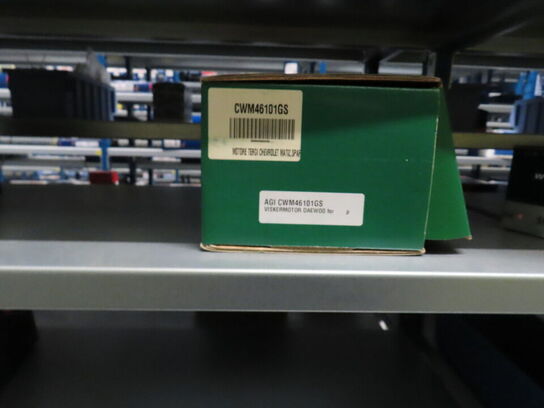 CWM46101GS
MOTORE TERGI CHEVROLET MATIZ,SPAR
AGI CWM46101GS
VISKERMOTOR DAEWOO for P